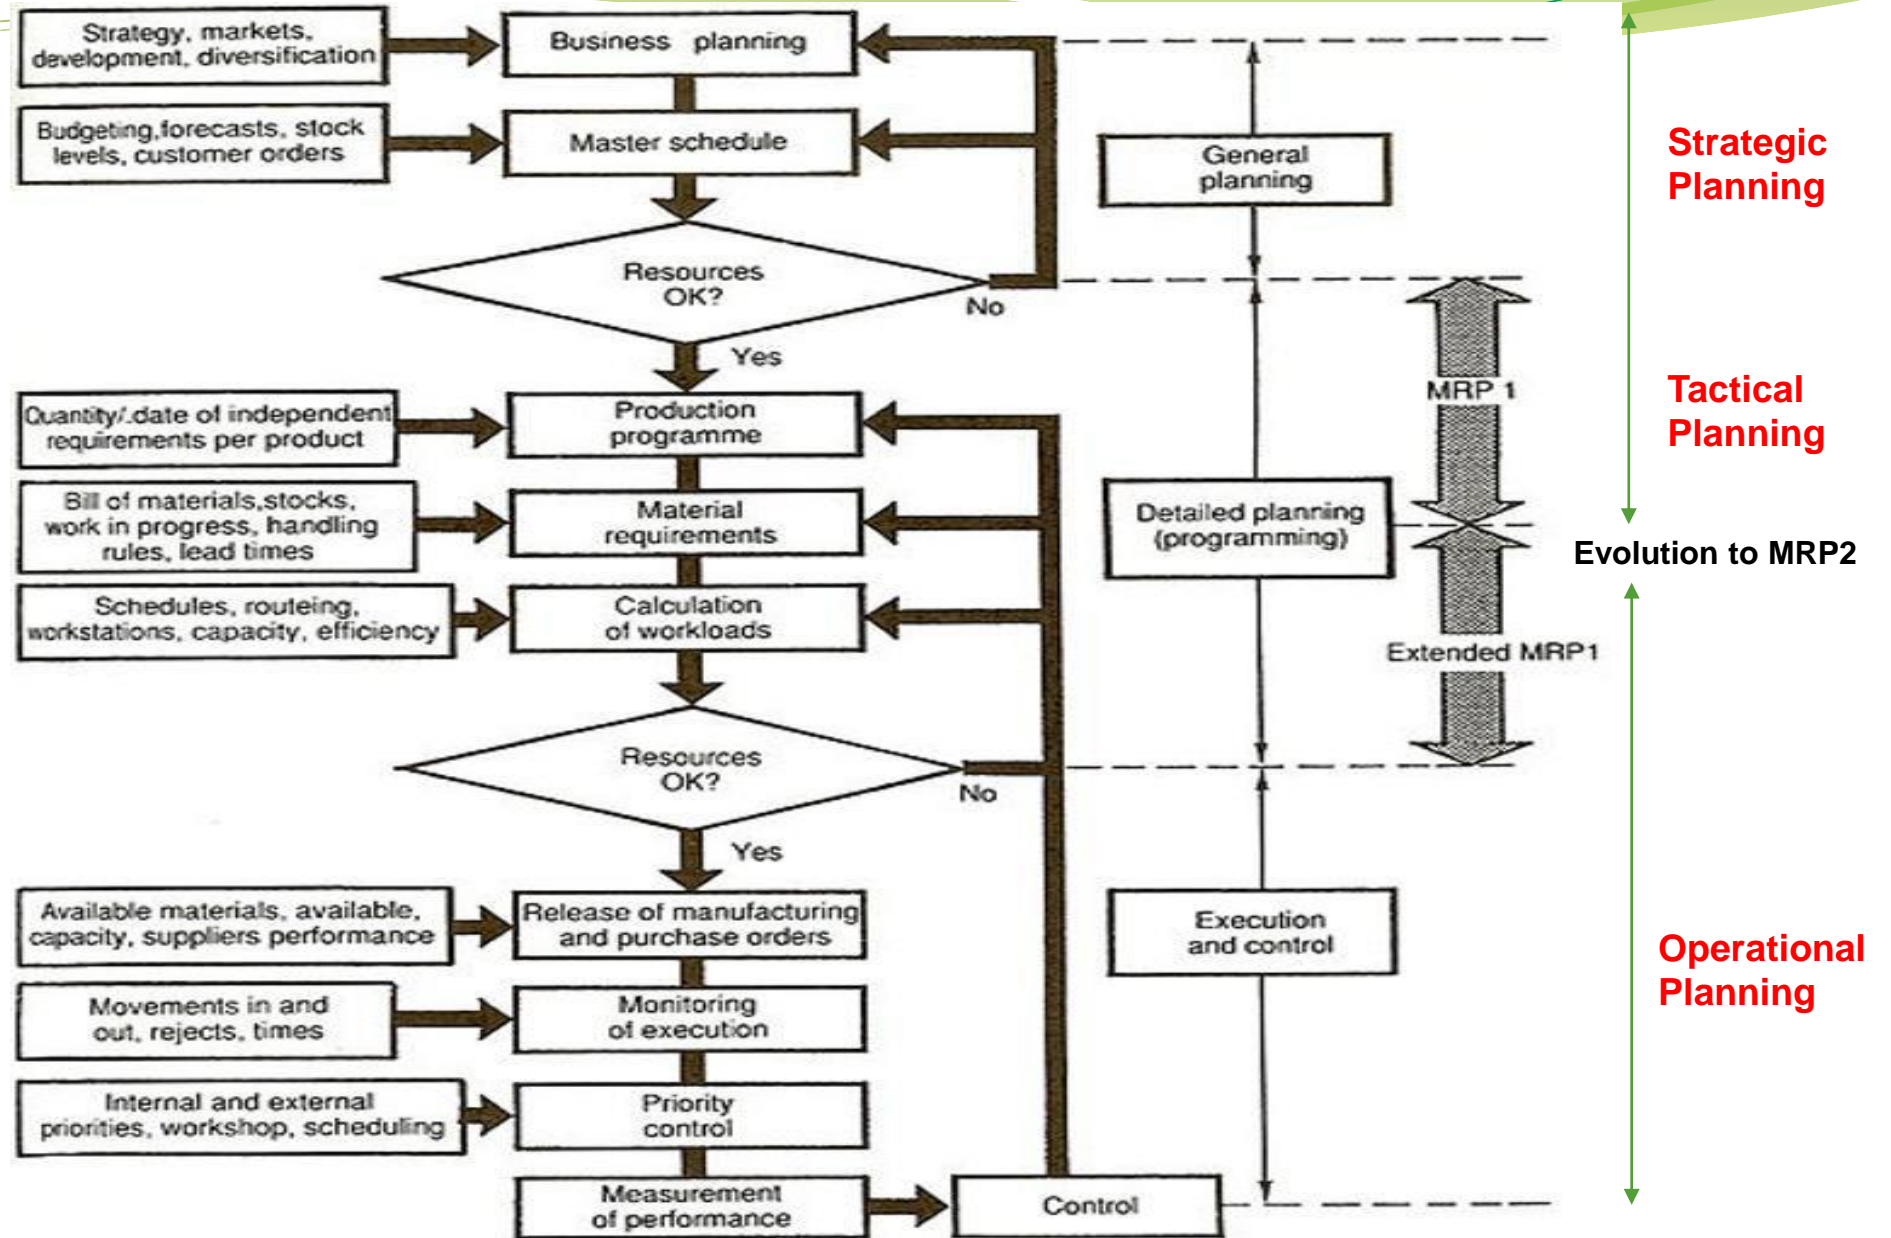 Strategy, markets,
development, diversification
Business planning
Budgeting,forecasts, stock
levels, customer orders
Master schedule
General
planning
Strategic
Planning
Resources
OK?
No
Yes
Quantity/.date of independent
requirements per product
Production
programme
MRP 1
Tactical
Planning
Bill of materials,stocks,
work in progress, handling
rules, lead times
Material
requirements
Detailed planning
(programming)
Evolution to MRP2
Schedules, routeing,
workstations, capacity, efficiency
Calculation
of workloads
Extended MRP1
Resources
OK?
No
Yes
Available materials, available,
capacity, suppliers performance
Release of manufacturing
and purchase orders
Execution
and control
Operational
Planning
Movements in and
out, rejects, times
Monitoring
of execution
Internal and external
priorities, workshop, scheduling
Priority
control
Measurement
of performance
Control